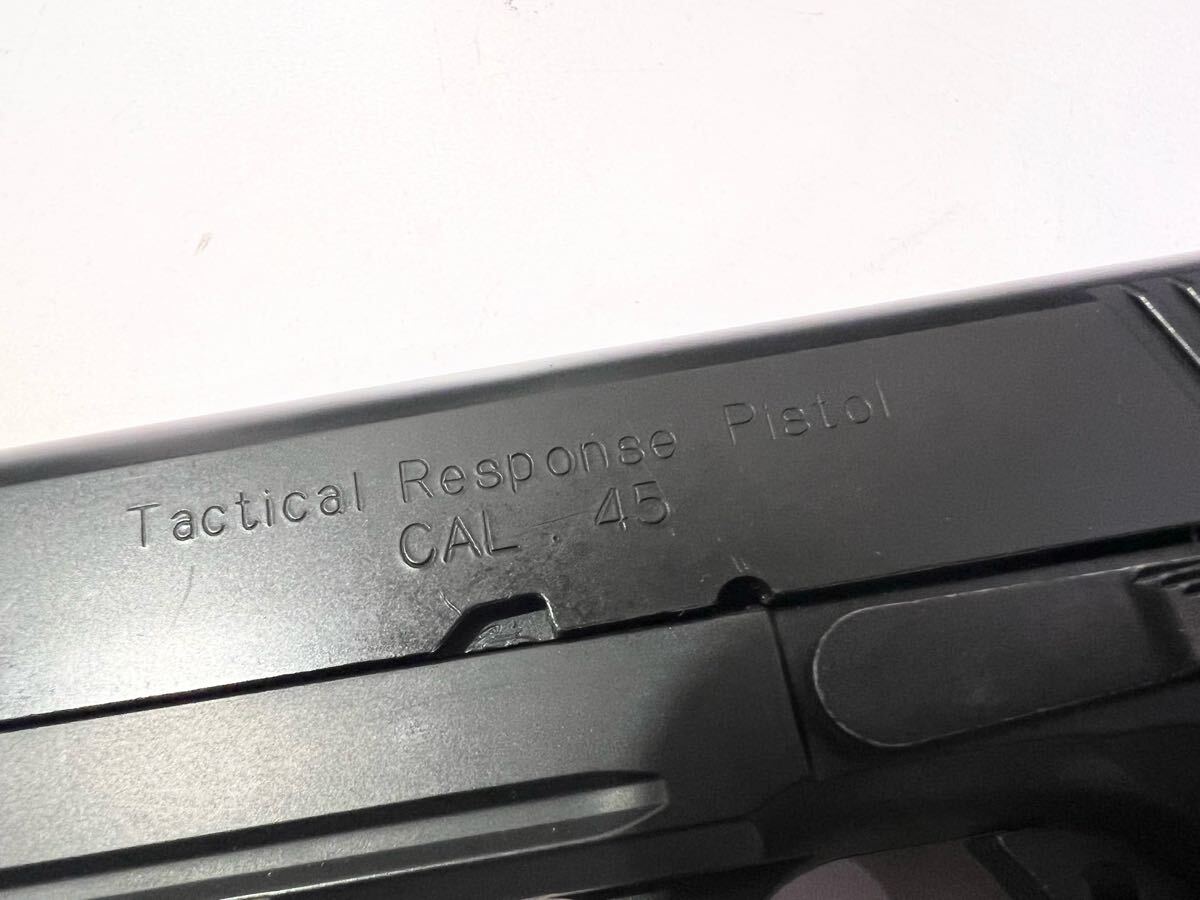 Tactical Response Pistol
CAL . 45